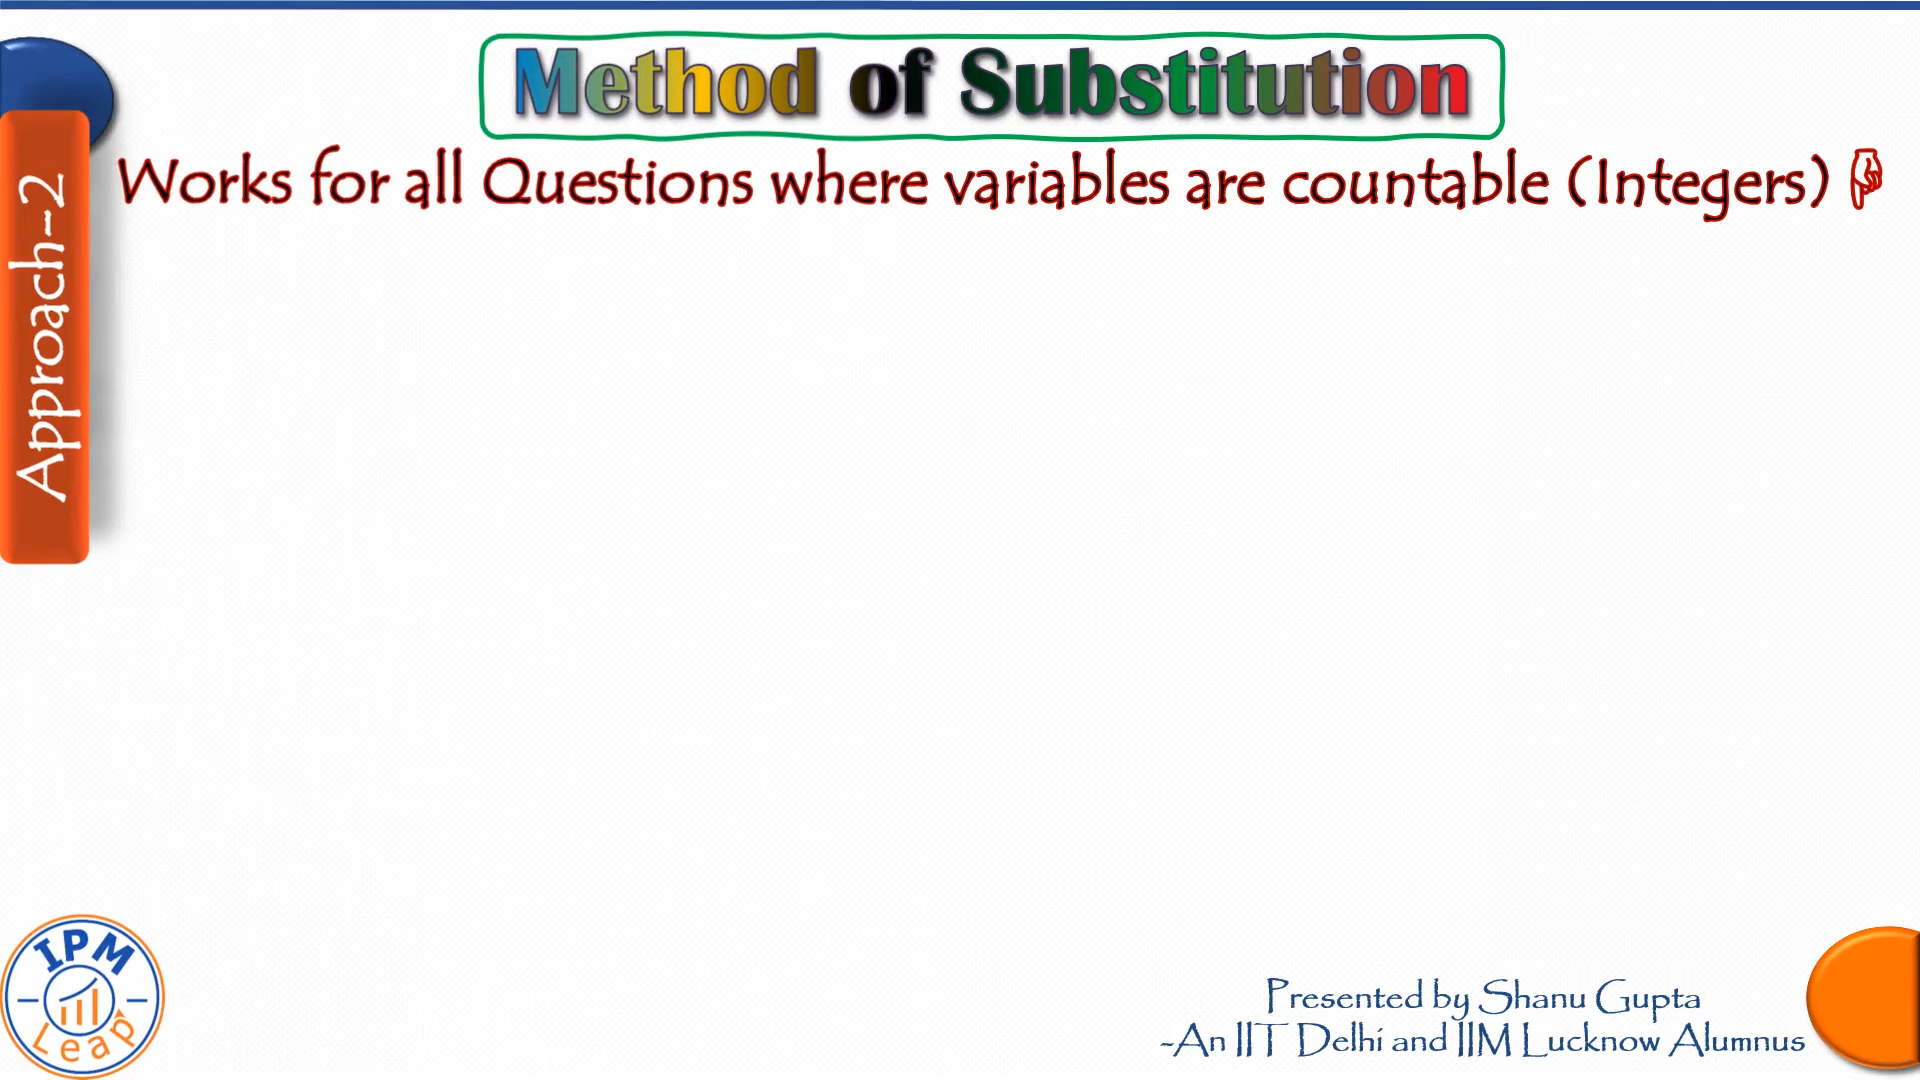 Method of Substitution
Works for all Questions where variables are countable (Integers)
Approach-2
IPM
Leap
Presented by Shanu Gupta
-An IIT Delhi and IIM Lucknow Alumnus